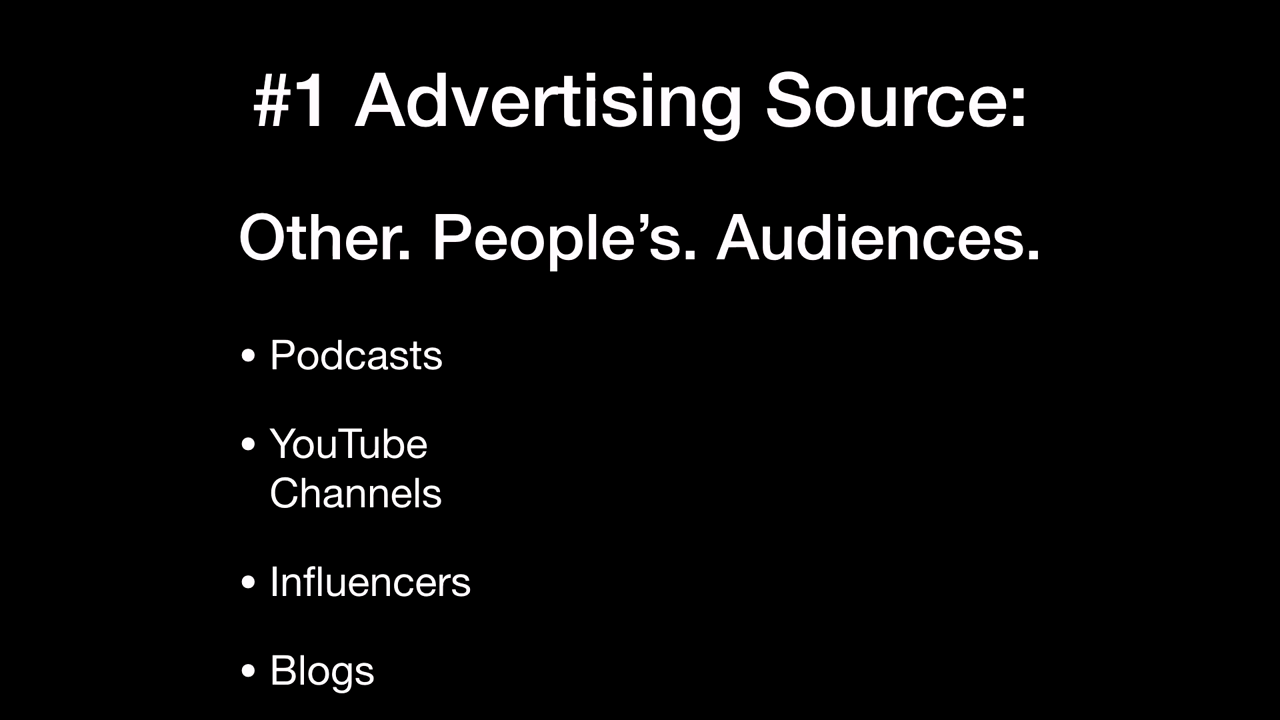 #1 Advertising Source:
Other. People’s. Audiences.
• Podcasts
• YouTube
Channels
• Influencers
• Blogs